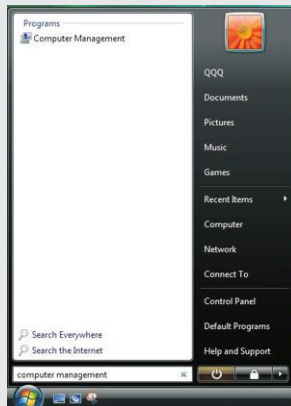 Programs
Computer Management
QQQ
Documents
Pictures
Music
Games
Recent Items
Computer
Network
Connect To
Control Panel
Default Programs
Help and Support
Search Everywhere
Search the Internet
computer management